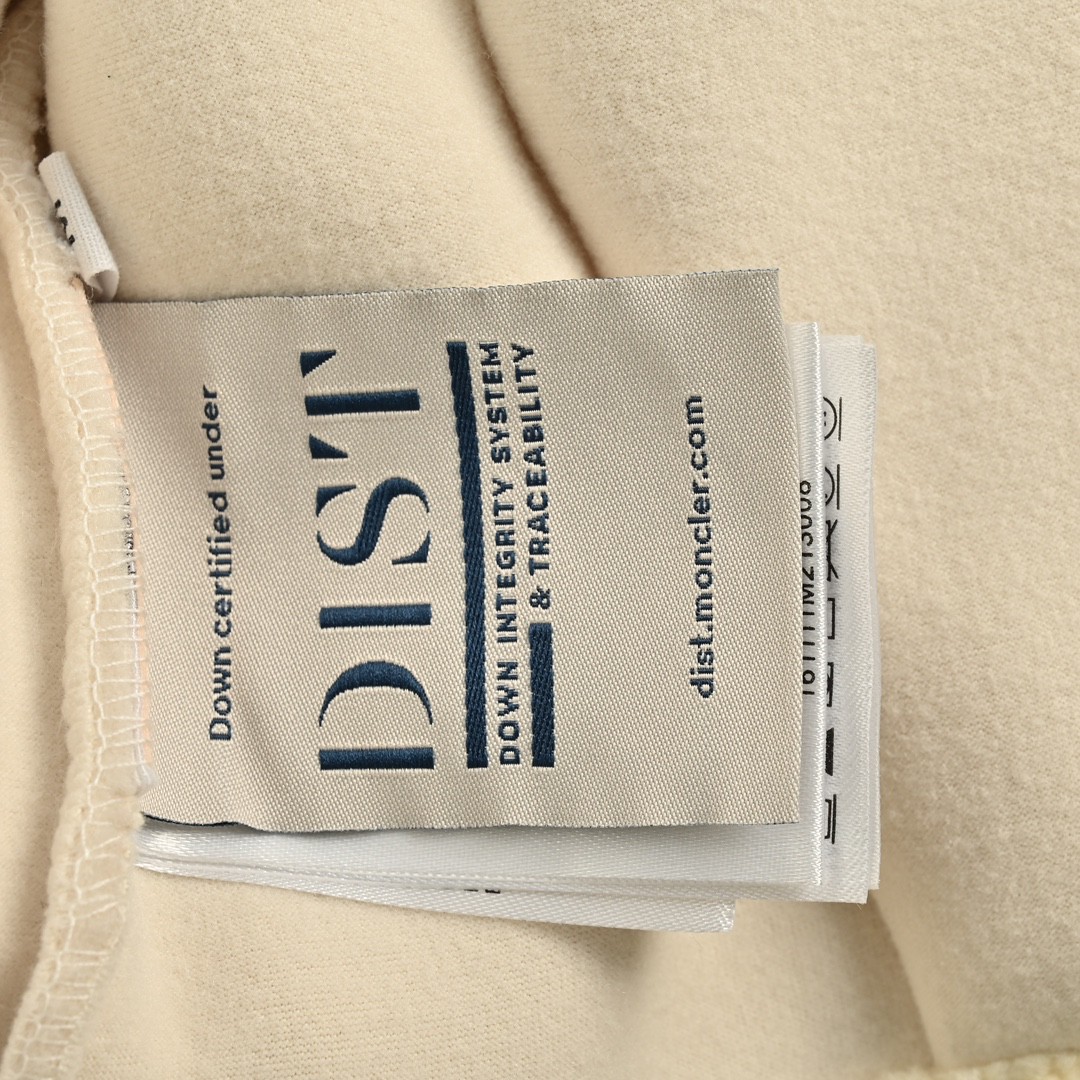 Down certified under
DIST
DOWN INTEGRITY SYSTEM
& TRACEABILITY
dist.moncler.com